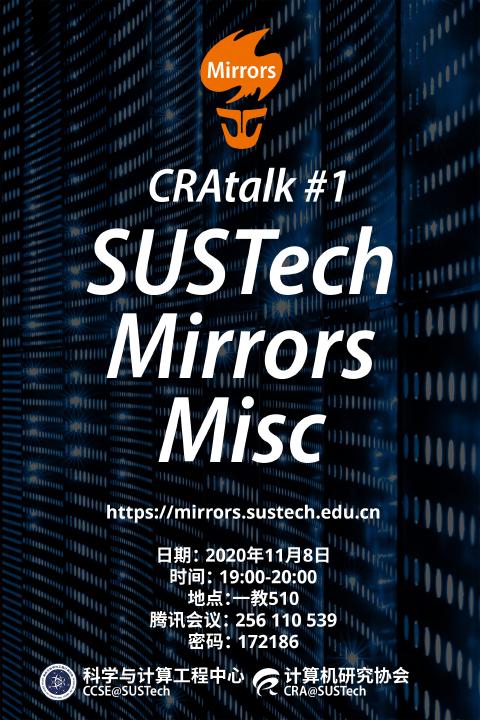 Mirrors
CRAtalk #1
SUSTech
Mirrors
Misc
https://mirrors.sustech.edu.cn
日期：2020年11月8日
时间：19:00-20:00
地点：一教510
腾讯会议：256 110 539
密码：172186
科学与计算工程中心
CCSE@SUSTech
计算机研究协会
CRA@SUSTech